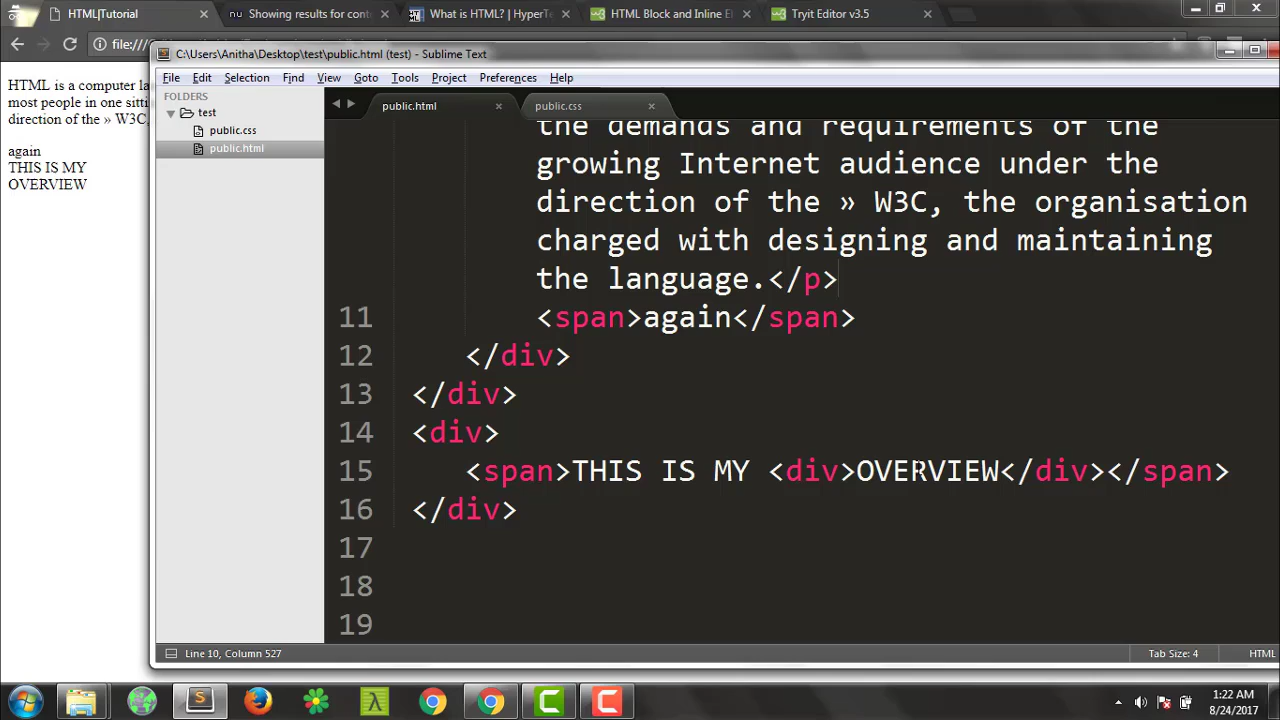 HTML|Tutorial
Showing results for cont
What is HTML? | HyperTe
HTML Block and Inline E
Tryit Editor v3.5
file:///
C:\Users\Anitha\Desktop\test\public.html (test) - Sublime Text
File Edit Selection Find View Goto Tools Project Preferences Help
HTML is a computer la
most people in one sitti
direction of the » W3C,
again
THIS IS MY
OVERVIEW
FOLDERS
test
public.css
public.html
public.html
public.css
the demands and requirements of the
growing Internet audience under the
direction of the » W3C, the organisation
charged with designing and maintaining
the language.</p>
11 <span>again</span>
12 </div>
13 </div>
14 <div>
15 <span>THIS IS MY <div>OVERVIEW</div></span>
16 </div>
17
18
19
Line 10, Column 527
Tab Size: 4
HTML
1:22 AM
8/24/2017